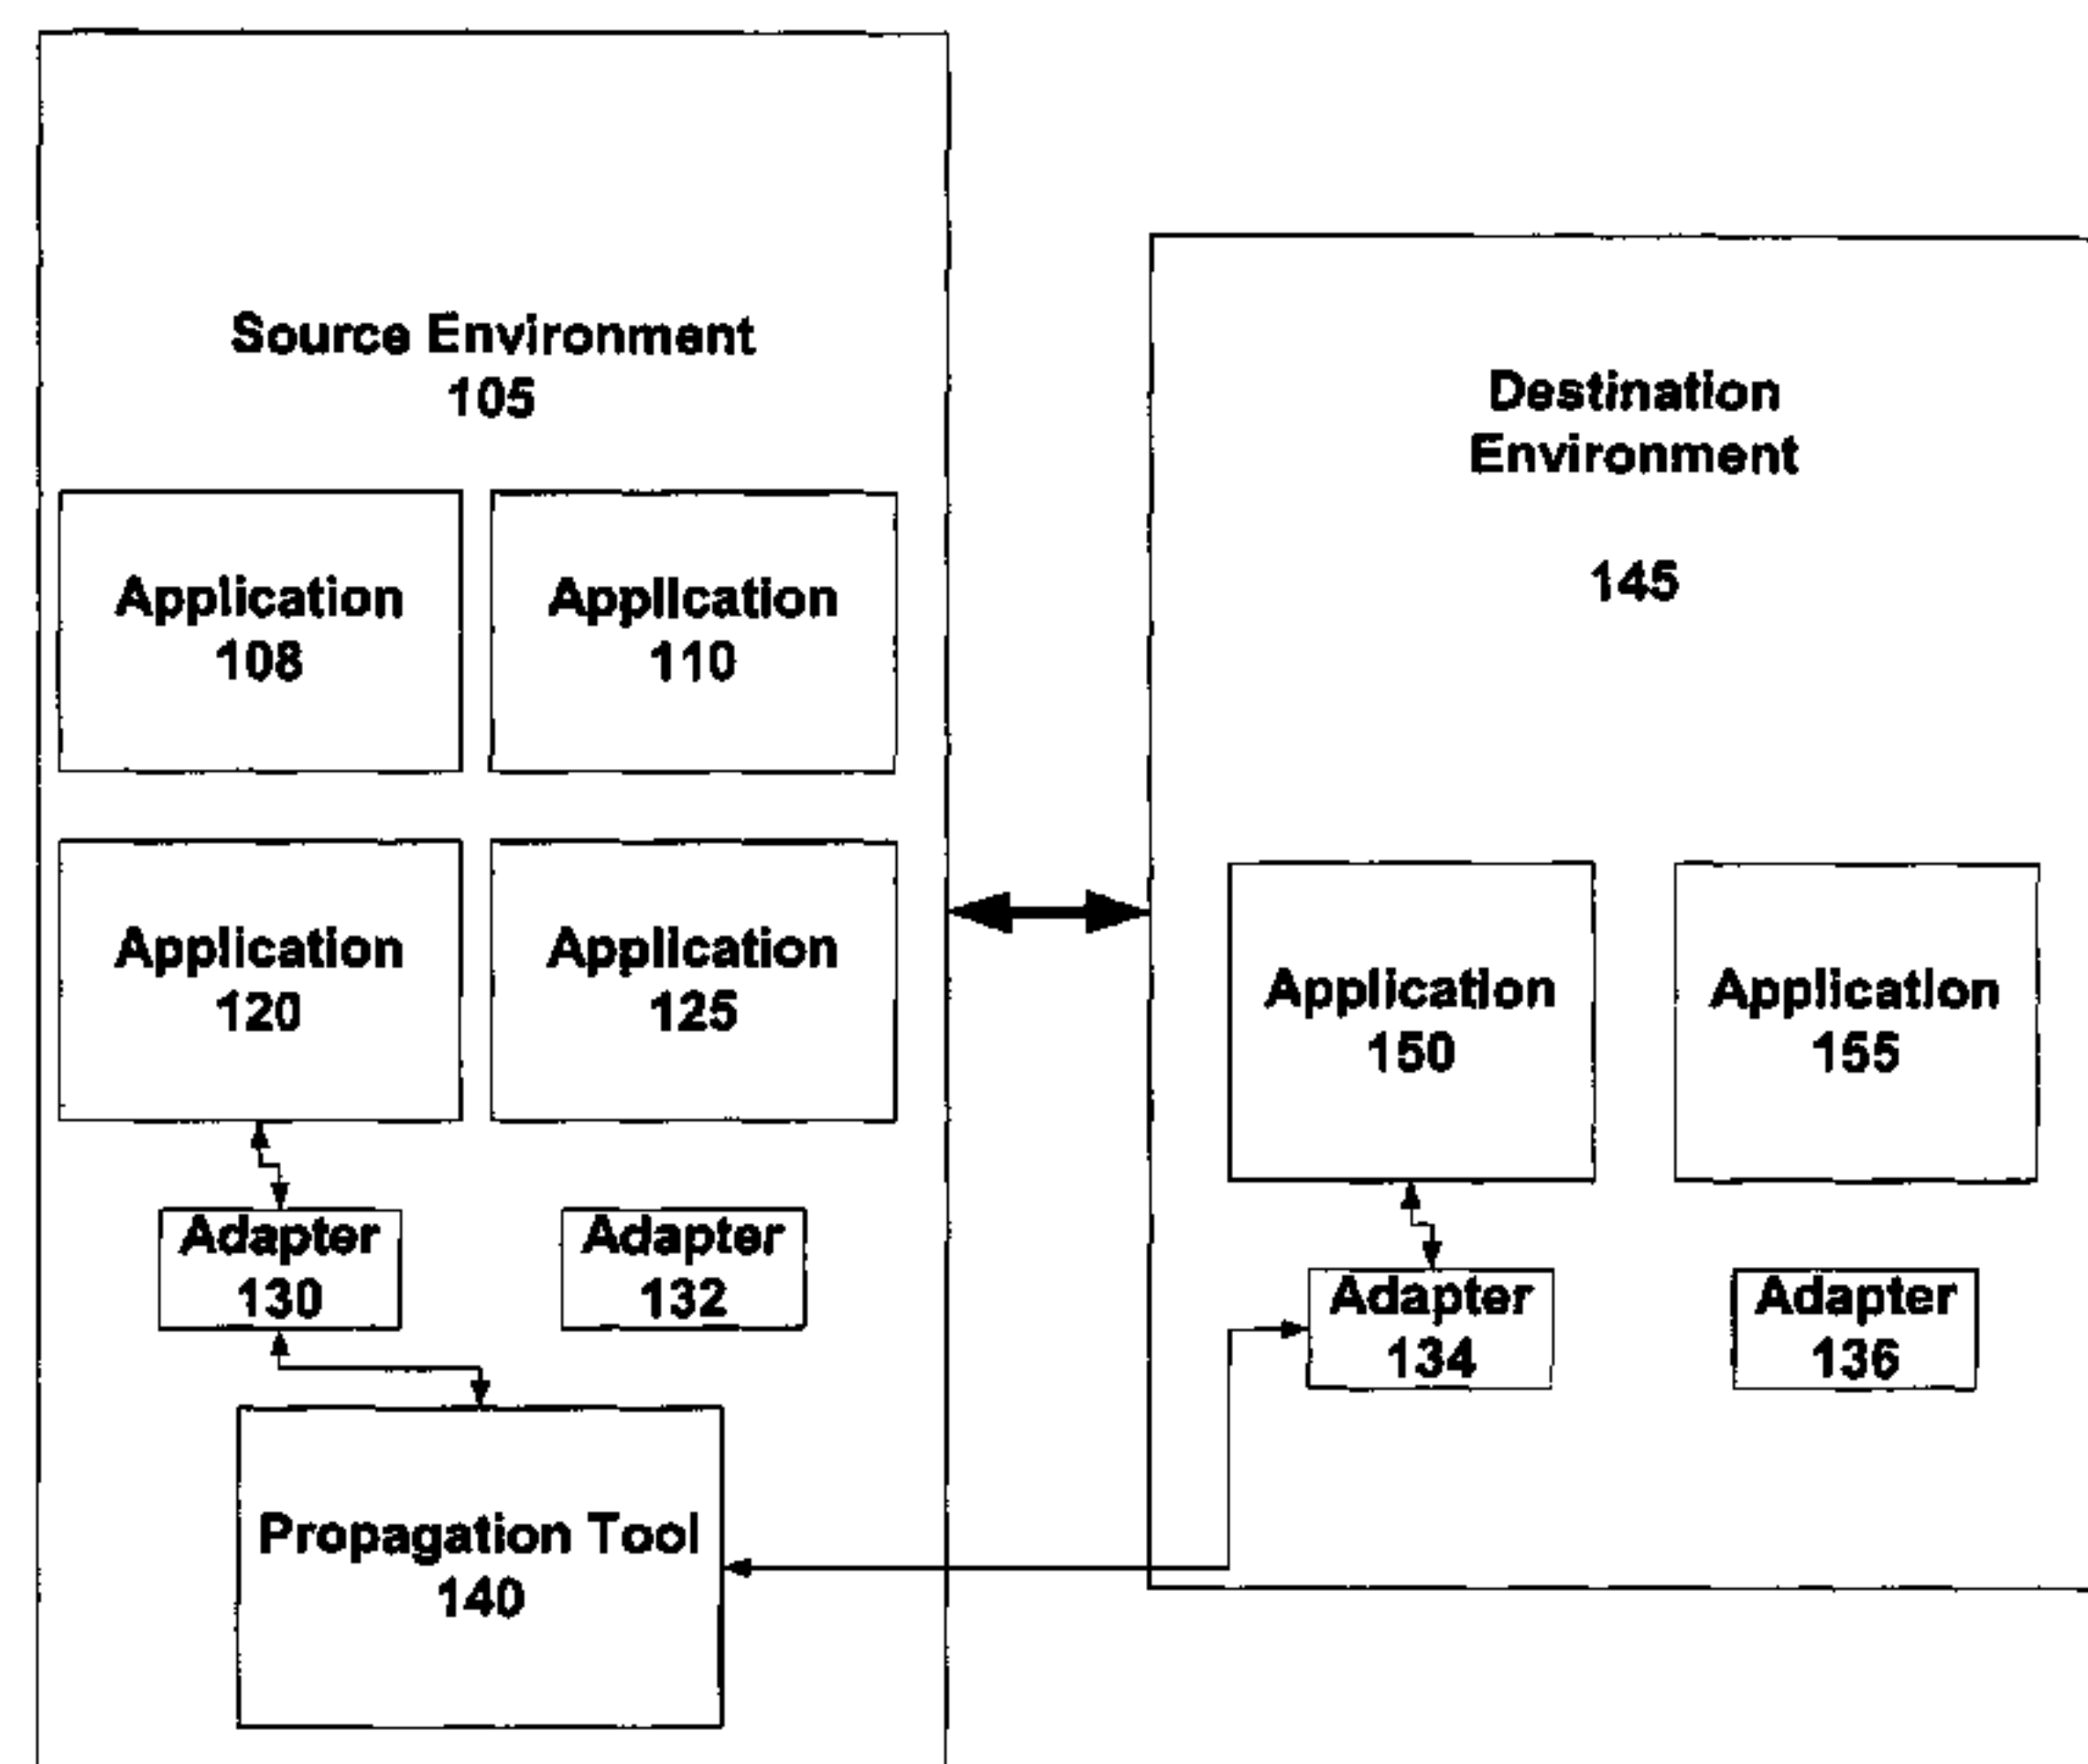 Source Environment
105
Destination
Environment
145
Application
108
Application
110
Application
120
Application
125
Application
150
Application
155
Adapter
130
Adapter
132
Adapter
134
Adapter
136
Propagation Tool
140